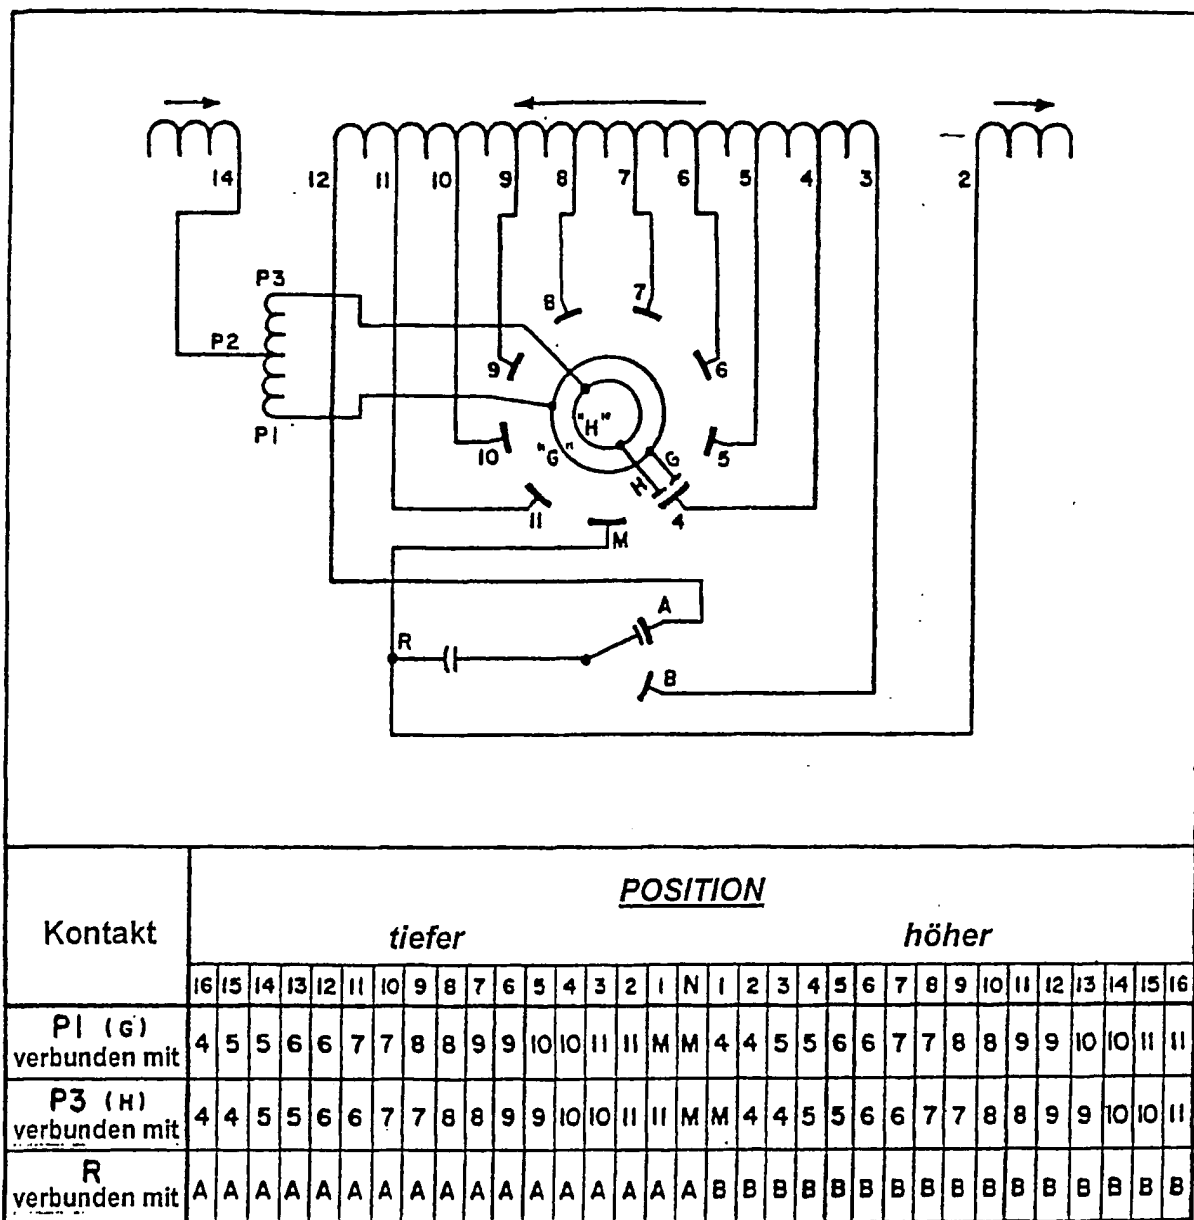 14 12 11 10 9 8 7 6 5 4 3 2
P3
8 7
P2
9 6
"H"
P1
"G" G
10 5
H
11 4
M
A
R
B
POSITION
Kontakt tiefer höher
16 15 14 13 12 11 10 9 8 7 6 5 4 3 2 1 N 1 2 3 4 5 6 7 8 9 10 11 12 13 14 15 16
P1 (G)
verbunden mit 4 5 5 6 6 7 7 8 8 9 9 10 10 11 11 M M 4 4 5 5 6 6 7 7 8 8 9 9 10 10 11 11
P3 (H)
verbunden mit 4 4 5 5 6 6 7 7 8 8 9 9 10 10 11 11 M M 4 4 5 5 6 6 7 7 8 8 9 9 10 10 11
R
verbunden mit A A A A A A A A A A A A A A A A A B B B B B B B B B B B B B B B B